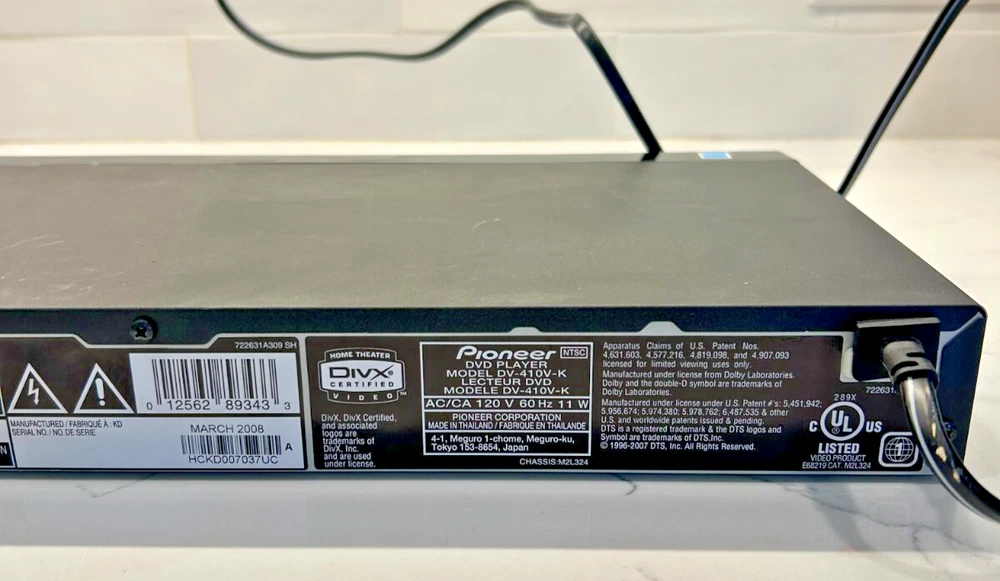 722631A309 SH
0 12562 89343 3
MANUFACTURED / FABRIQUÉ À : KD
SERIAL NO. / NO. DE SERIE
MARCH 2008
A
HCKD007037UC
HOME THEATER
DIVX
CERTIFIED
VIDEO™
DivX, DivX Certified,
and associated
logos are
trademarks of
DivX, Inc.
and are used
under license.
Pioneer NTSC
DVD PLAYER
MODEL DV-410V-K
LECTEUR DVD
MODÈLE DV-410V-K
AC/CA 120 V 60 Hz 11 W
PIONEER CORPORATION
MADE IN THAILAND / FABRIQUÉ EN THAÏLANDE
4-1, Meguro 1-chome, Meguro-ku,
Tokyo 153-8654, Japan
CHASSIS:M2L324
Apparatus Claims of U.S. Patent Nos.
4,631,603, 4,577,216, 4,819,098, and 4,907,093
licensed for limited viewing uses only.
Manufactured under license from Dolby Laboratories.
Dolby and the double-D symbol are trademarks of
Dolby Laboratories.
Manufactured under license under U.S. Patent #'s: 5,451,942;
5,956,674; 5,974,380; 5,978,762; 6,487,535 & other
U.S. and worldwide patents issued & pending.
DTS is a registered trademark & the DTS logos and
Symbol are trademarks of DTS, Inc.
© 1996-2007 DTS, Inc. All Rights Reserved.
722631
289X
C UL US
LISTED
VIDEO PRODUCT
E68219 CAT. M2L324
1